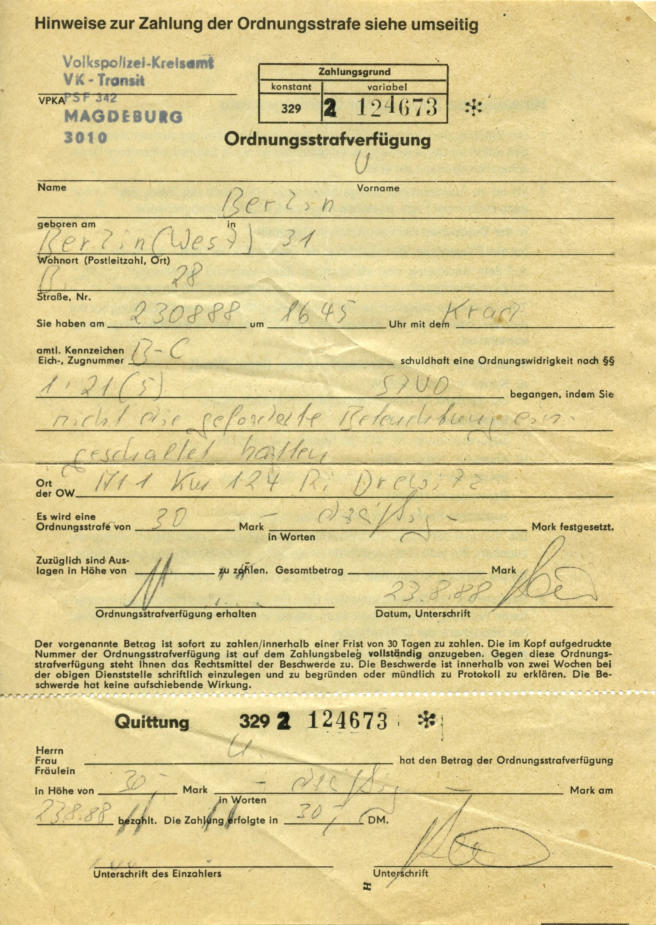 Hinweise zur Zahlung der Ordnungsstrafe siehe umseitig
Volkspolizei-Kreisamt
VK-Transit
VPKA PSF 342
MAGDEBURG
3010
Zahlungsgrund
konstant variabel
329 2 124673 *
Ordnungsstrafverfügung
U
Name Vorname
Berlin
geboren am in
Berlin (West) 31
Wohnort (Postleitzahl, Ort)
B 28
Straße, Nr.
Sie haben am 230888 um 1645 Uhr mit dem Krad
amtl. Kennzeichen
Eich-, Zugnummer B-C schuldhaft eine Ordnungswidrigkeit nach §§
1; 21(5) STVO begangen, indem Sie
nicht die geforderte Beleuchtung ein-
geschaltet hatten
Ort
der OW Km 124 Ri Drewitz
Es wird eine
Ordnungsstrafe von 30 Mark - dreißig - Mark festgesetzt.
in Worten
Zuzüglich sind Aus-
lagen in Höhe von zu zahlen. Gesamtbetrag Mark
23.8.88
Ordnungsstrafverfügung erhalten Datum, Unterschrift
Der vorgenannte Betrag ist sofort zu zahlen/innerhalb einer Frist von 30 Tagen zu zahlen. Die im Kopf aufgedruckte
Nummer der Ordnungsstrafverfügung ist auf dem Zahlungsbeleg vollständig anzugeben. Gegen diese Ordnungs-
strafverfügung steht Ihnen das Rechtsmittel der Beschwerde zu. Die Beschwerde ist innerhalb von zwei Wochen bei
der obigen Dienststelle schriftlich einzulegen und zu begründen oder mündlich zu Protokoll zu erklären. Die Be-
schwerde hat keine aufschiebende Wirkung.
Quittung 329 2 124673 *
Herrn
Frau U hat den Betrag der Ordnungsstrafverfügung
Fräulein
in Höhe von 30,- Mark - dreißig - Mark am
in Worten
23.8.88 bezahlt. Die Zahlung erfolgte in 30,- DM.
Unterschrift des Einzahlers Unterschrift
H